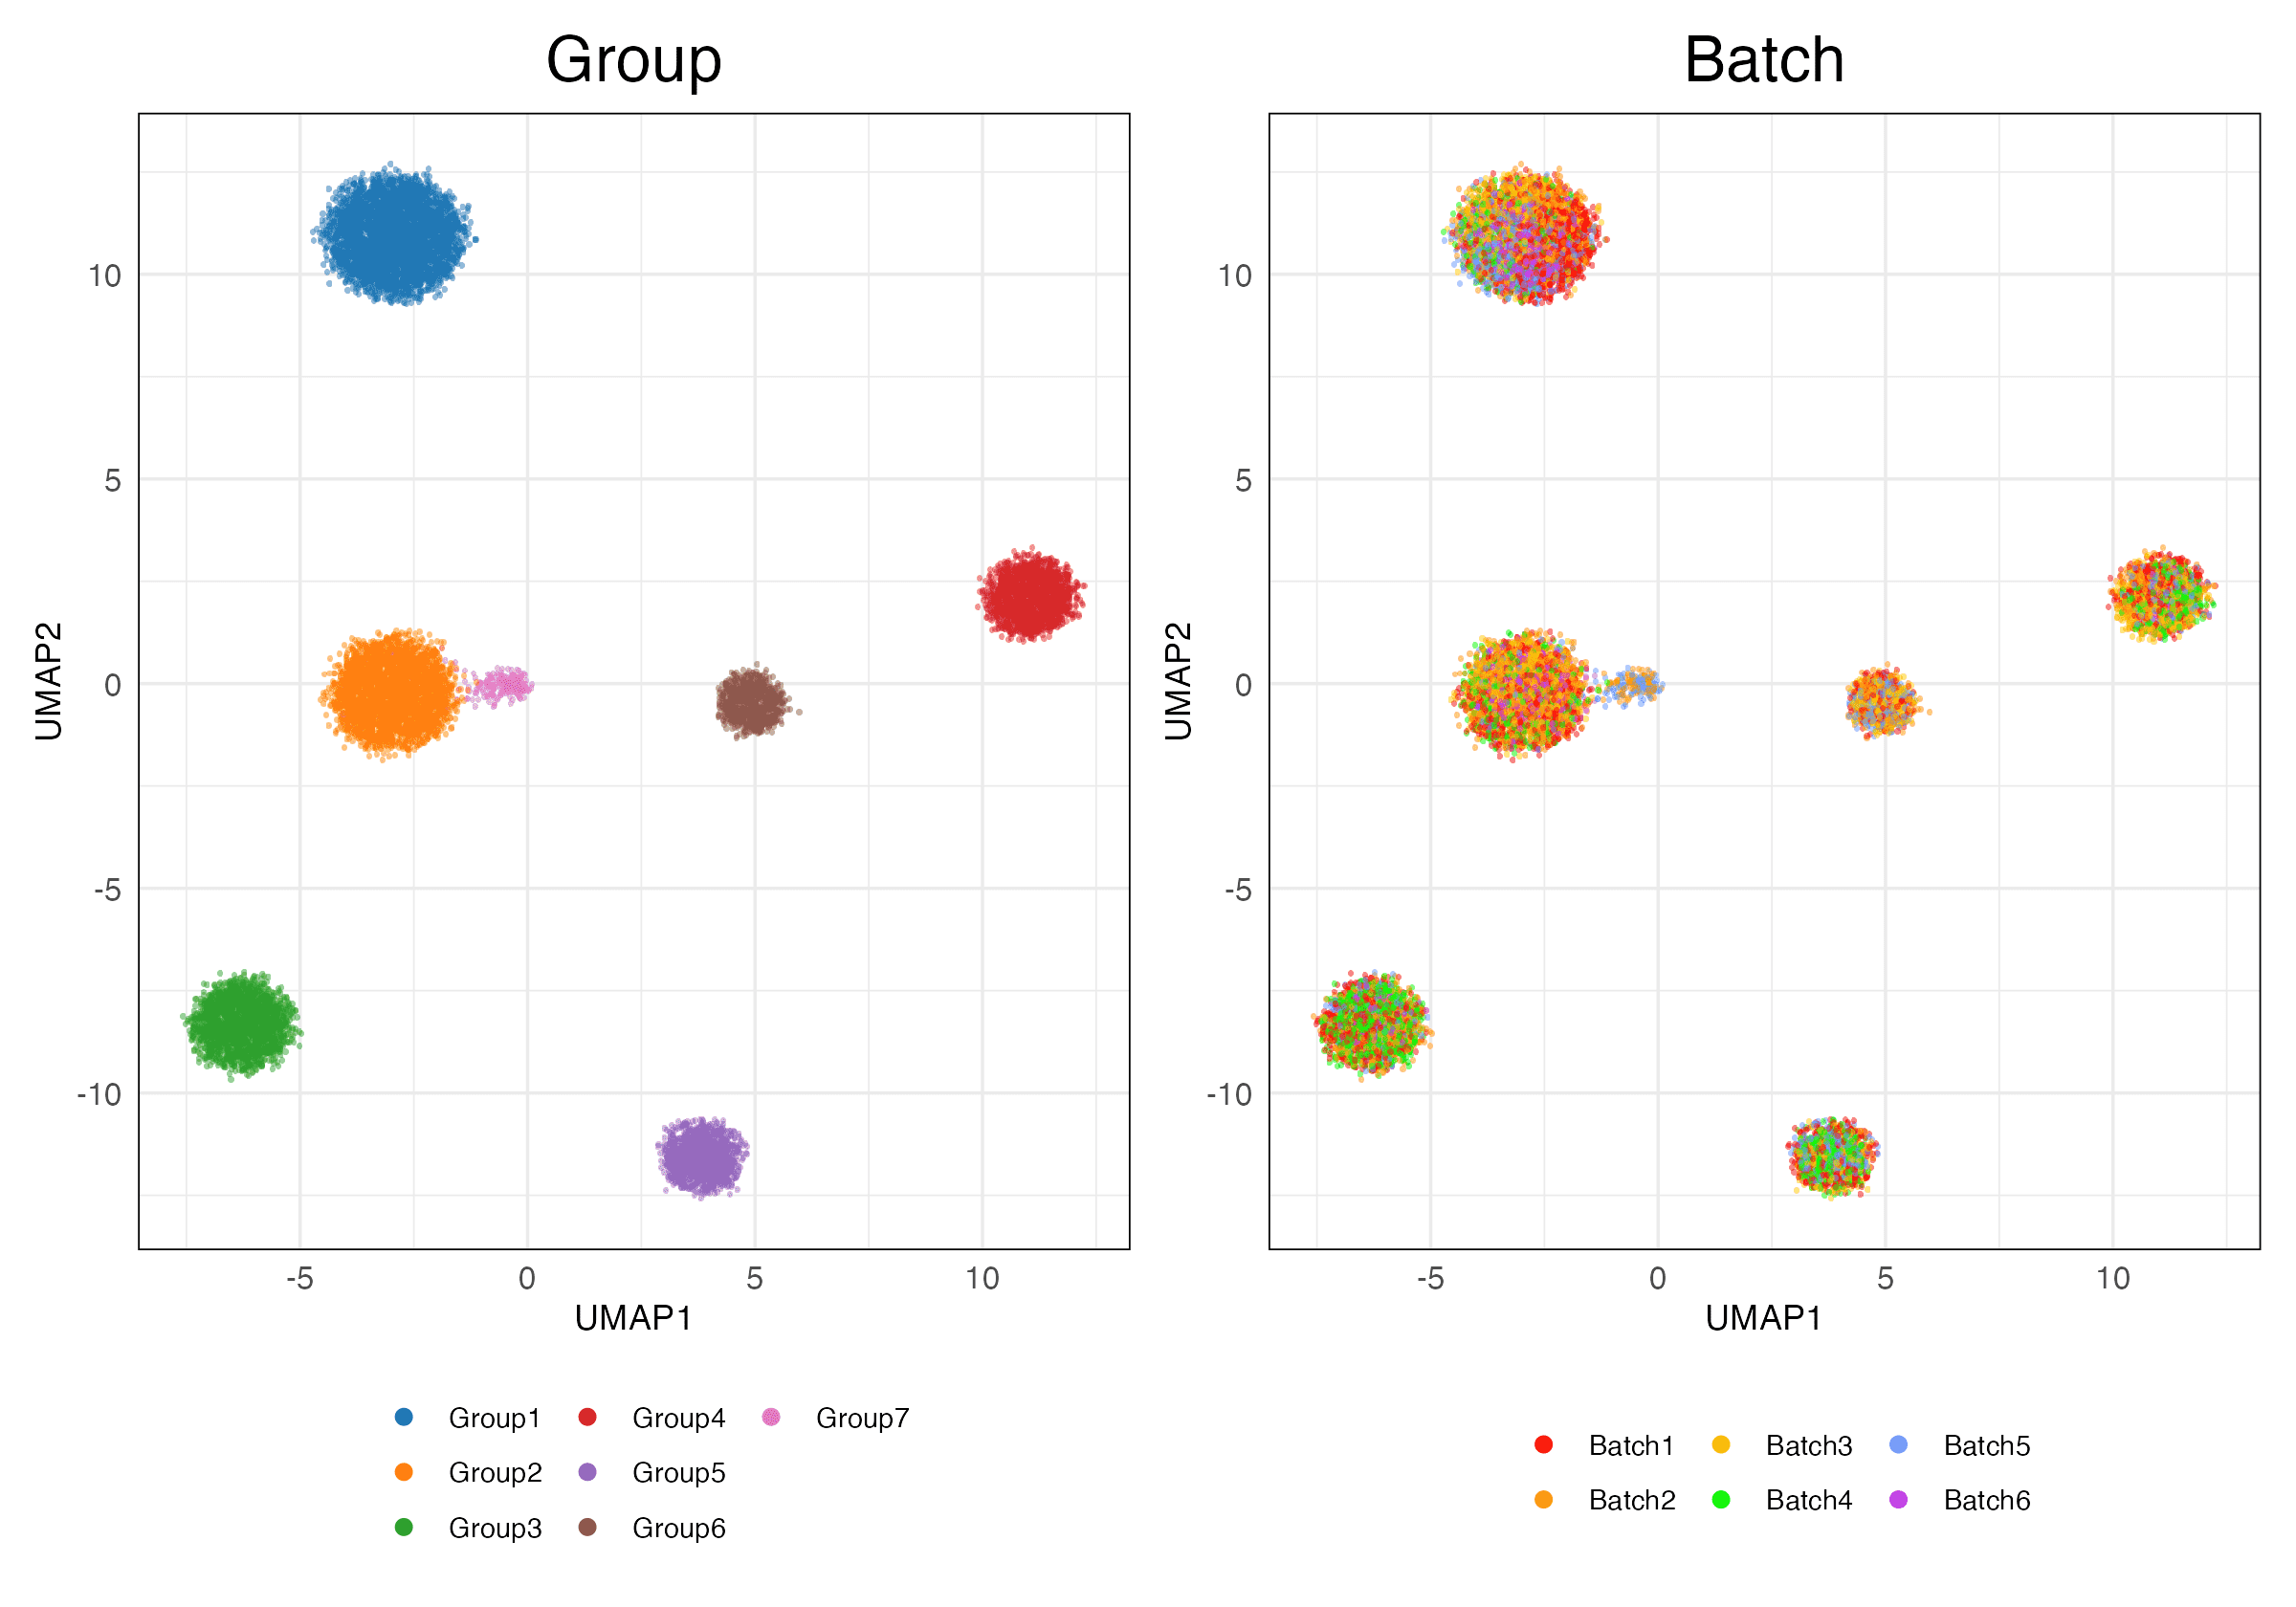 Group
10
5
0
-5
-10
UMAP2
-5 0 5 10
UMAP1
Group1 Group4 Group7
Group2 Group5
Group3 Group6
Batch
10
5
0
-5
-10
UMAP2
-5 0 5 10
UMAP1
Batch1 Batch3 Batch5
Batch2 Batch4 Batch6